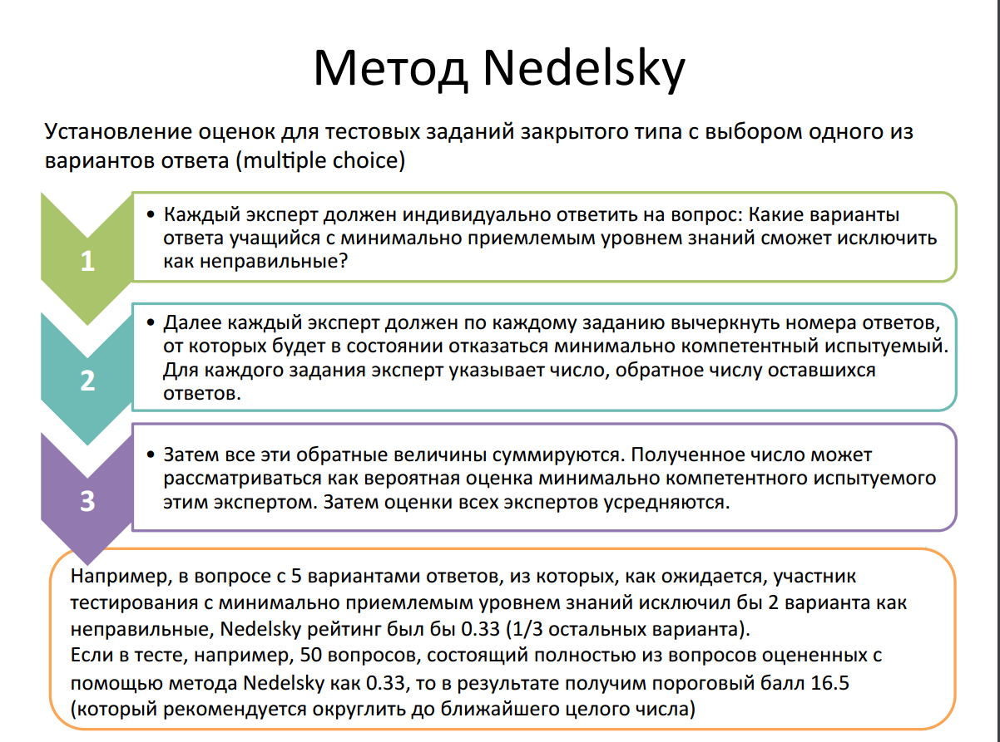 Метод Nedelsky
Установление оценок для тестовых заданий закрытого типа с выбором одного из
вариантов ответа (multiple choice)
1
• Каждый эксперт должен индивидуально ответить на вопрос: Какие варианты
ответа учащийся с минимально приемлемым уровнем знаний сможет исключить
как неправильные?
2
• Далее каждый эксперт должен по каждому заданию вычеркнуть номера ответов,
от которых будет в состоянии отказаться минимально компетентный испытуемый.
Для каждого задания эксперт указывает число, обратное числу оставшихся
ответов.
3
• Затем все эти обратные величины суммируются. Полученное число может
рассматриваться как вероятная оценка минимально компетентного испытуемого
этим экспертом. Затем оценки всех экспертов усредняются.
Например, в вопросе с 5 вариантами ответов, из которых, как ожидается, участник
тестирования с минимально приемлемым уровнем знаний исключил бы 2 варианта как
неправильные, Nedelsky рейтинг был бы 0.33 (1/3 остальных варианта).
Если в тесте, например, 50 вопросов, состоящий полностью из вопросов оцененных с
помощью метода Nedelsky как 0.33, то в результате получим пороговый балл 16.5
(который рекомендуется округлить до ближайшего целого числа)